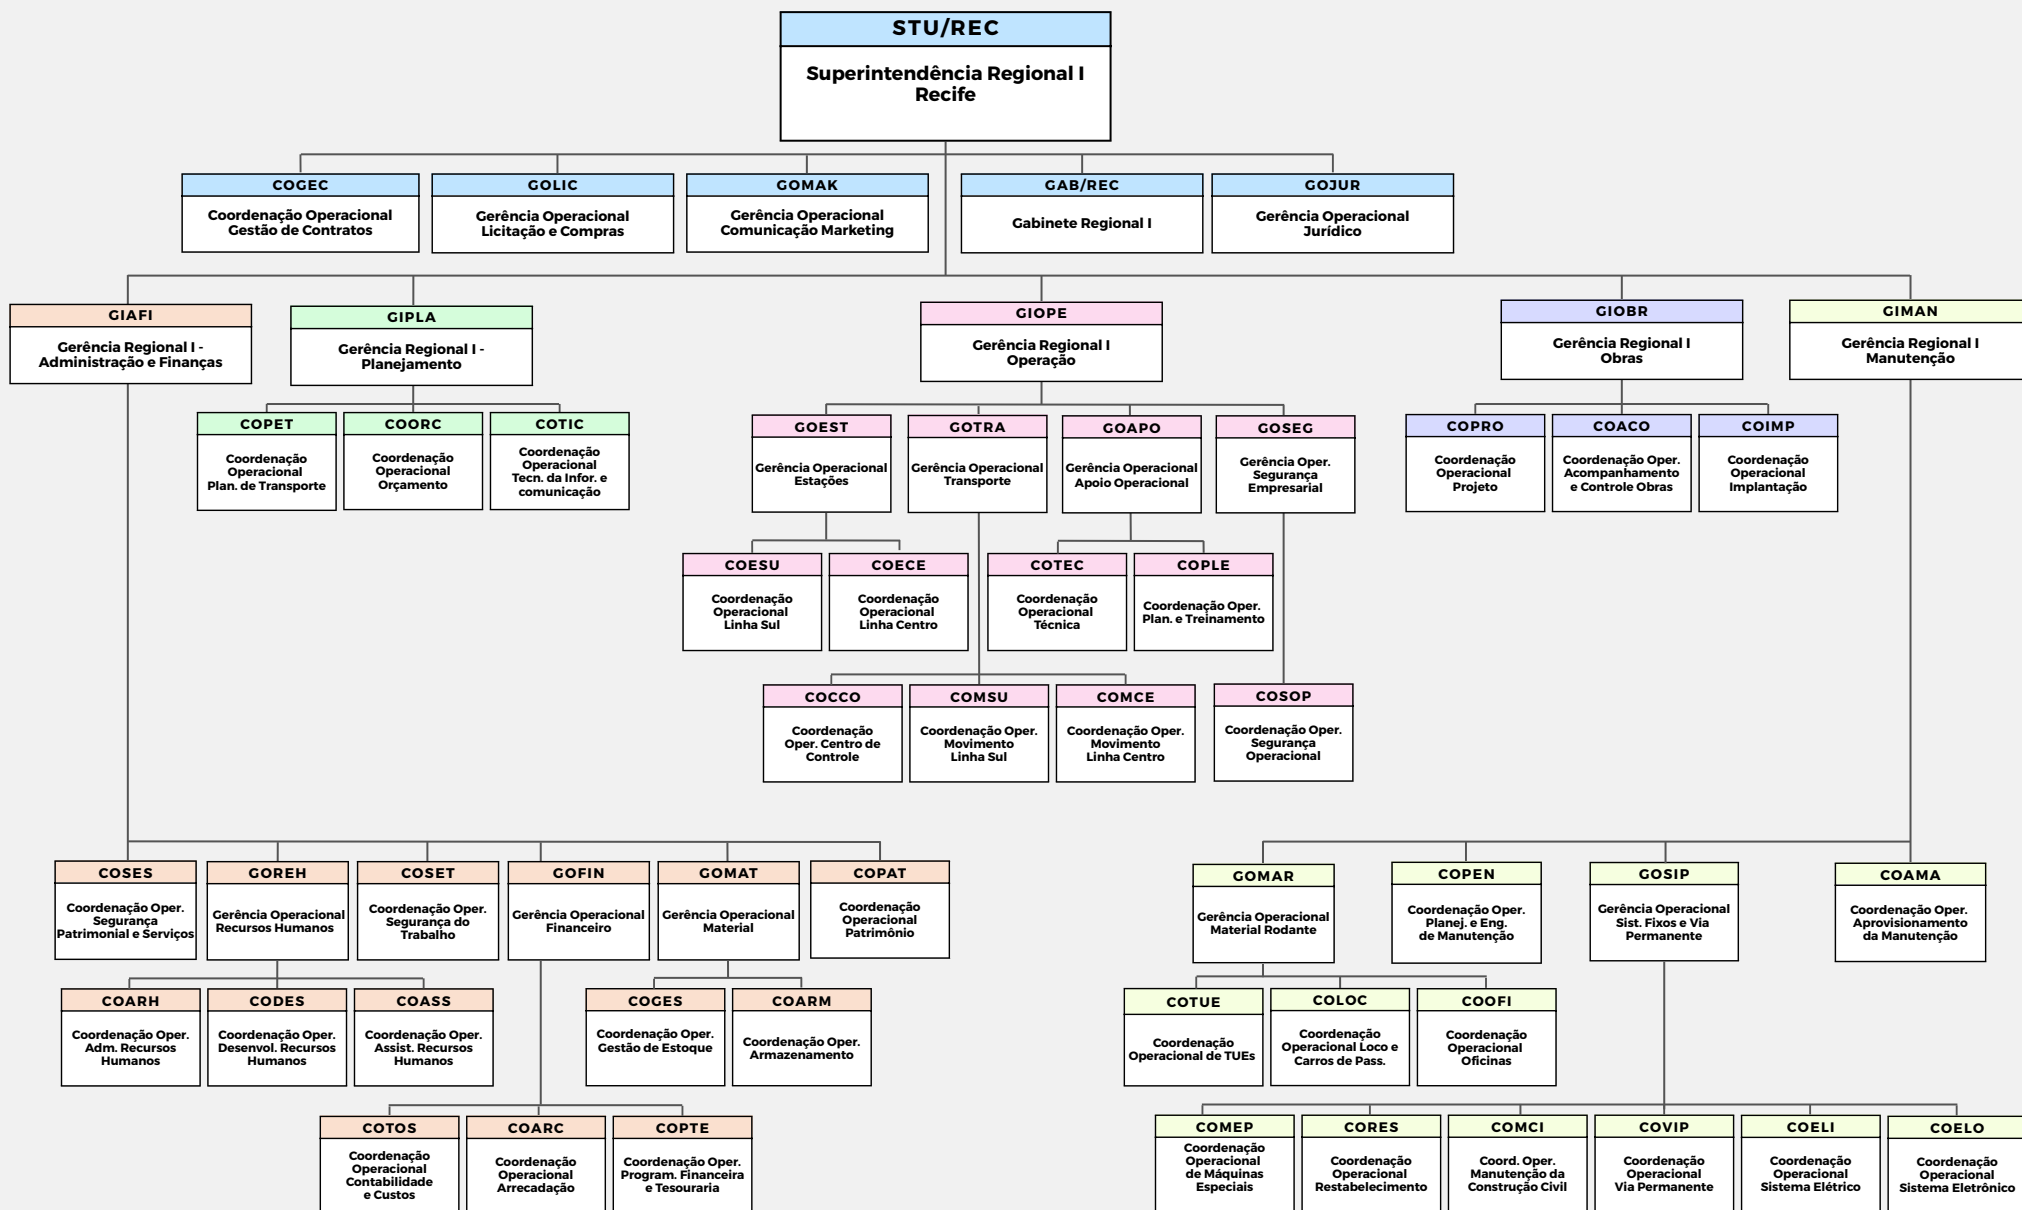 STU/REC
Superintendência Regional I
Recife
COGEC
Coordenação Operacional
Gestão de Contratos
GOLIC
Gerência Operacional
Licitação e Compras
GOMAK
Gerência Operacional
Comunicação Marketing
GAB/REC
Gabinete Regional I
GOJUR
Gerência Operacional
Jurídico
GIAFI
Gerência Regional I -
Administração e Finanças
GIPLA
Gerência Regional I -
Planejamento
GIOPE
Gerência Regional I
Operação
GIOBR
Gerência Regional I
Obras
GIMAN
Gerência Regional I
Manutenção
COPET
Coordenação
Operacional
Plan. de Transporte
COORC
Coordenação
Operacional
Orçamento
COTIC
Coordenação
Operacional
Tecn. da Infor. e
comunicação
GOEST
Gerência Operacional
Estações
GOTRA
Gerência Operacional
Transporte
GOAPO
Gerência Operacional
Apoio Operacional
GOSEG
Gerência Oper.
Segurança
Empresarial
COPRO
Coordenação
Operacional
Projeto
COACO
Coordenação Oper.
Acompanhamento
e Controle Obras
COIMP
Coordenação
Operacional
Implantação
COESU
Coordenação
Operacional
Linha Sul
COECE
Coordenação
Operacional
Linha Centro
COTEC
Coordenação
Operacional
Técnica
COPLE
Coordenação Oper.
Plan. e Treinamento
COCCO
Coordenação
Oper. Centro de
Controle
COMSU
Coordenação Oper.
Movimento
Linha Sul
COMCE
Coordenação Oper.
Movimento
Linha Centro
COSOP
Coordenação Oper.
Segurança
Operacional
COSES
Coordenação Oper.
Segurança
Patrimonial e Serviços
GOREH
Gerência Operacional
Recursos Humanos
COSET
Coordenação Oper.
Segurança do
Trabalho
GOFIN
Gerência Operacional
Financeiro
GOMAT
Gerência Operacional
Material
COPAT
Coordenação
Operacional
Patrimônio
GOMAR
Gerência Operacional
Material Rodante
COPEN
Coordenação Oper.
Planej. e Eng.
de Manutenção
GOSIP
Gerência Operacional
Sist. Fixos e Via
Permanente
COAMA
Coordenação Oper.
Aprovisionamento
da Manutenção
COARH
Coordenação Oper.
Adm. Recursos
Humanos
CODES
Coordenação Oper.
Desenvol. Recursos
Humanos
COASS
Coordenação Oper.
Assist. Recursos
Humanos
COGES
Coordenação Oper.
Gestão de Estoque
COARM
Coordenação Oper.
Armazenamento
COTUE
Coordenação
Operacional de TUEs
COLOC
Coordenação
Operacional Loco e
Carros de Pass.
COOFI
Coordenação
Operacional
Oficinas
COTOS
Coordenação
Operacional
Contabilidade
e Custos
COARC
Coordenação
Operacional
Arrecadação
COPTE
Coordenação Oper.
Program. Financeira
e Tesouraria
COMEP
Coordenação
Operacional
de Máquinas
Especiais
CORES
Coordenação
Operacional
Restabelecimento
COMCI
Coord. Oper.
Manutenção da
Construção Civil
COVIP
Coordenação
Operacional
Via Permanente
COELI
Coordenação
Operacional
Sistema Elétrico
COELO
Coordenação
Operacional
Sistema Eletrônico